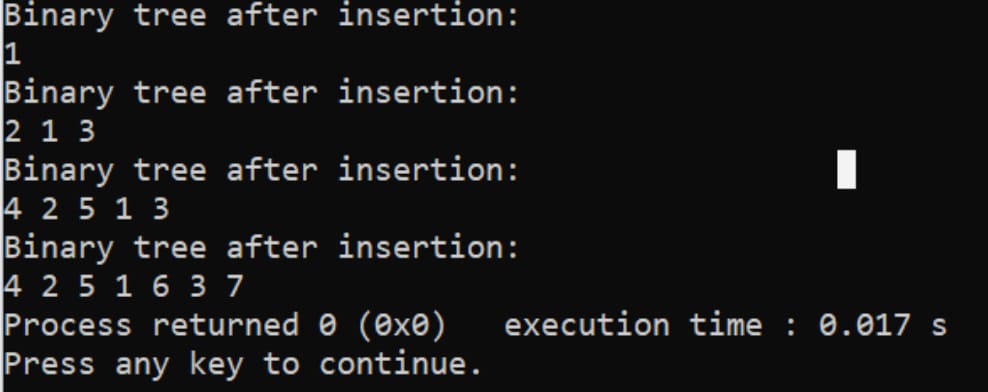 Binary tree after insertion:
1
Binary tree after insertion:
2 1 3
Binary tree after insertion:
4 2 5 1 3
Binary tree after insertion:
4 2 5 1 6 3 7
Process returned 0 (0x0)   execution time : 0.017 s
Press any key to continue.